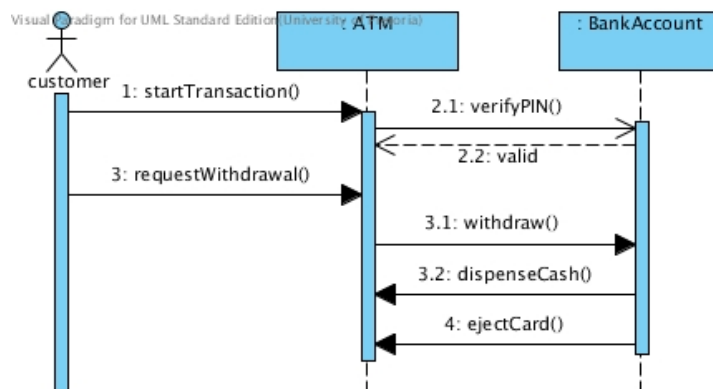 Visual Paradigm for UML Standard Edition(University of Pretoria)
: ATM
: BankAccount
customer
1: startTransaction()
2.1: verifyPIN()
2.2: valid
3: requestWithdrawal()
3.1: withdraw()
3.2: dispenseCash()
4: ejectCard()